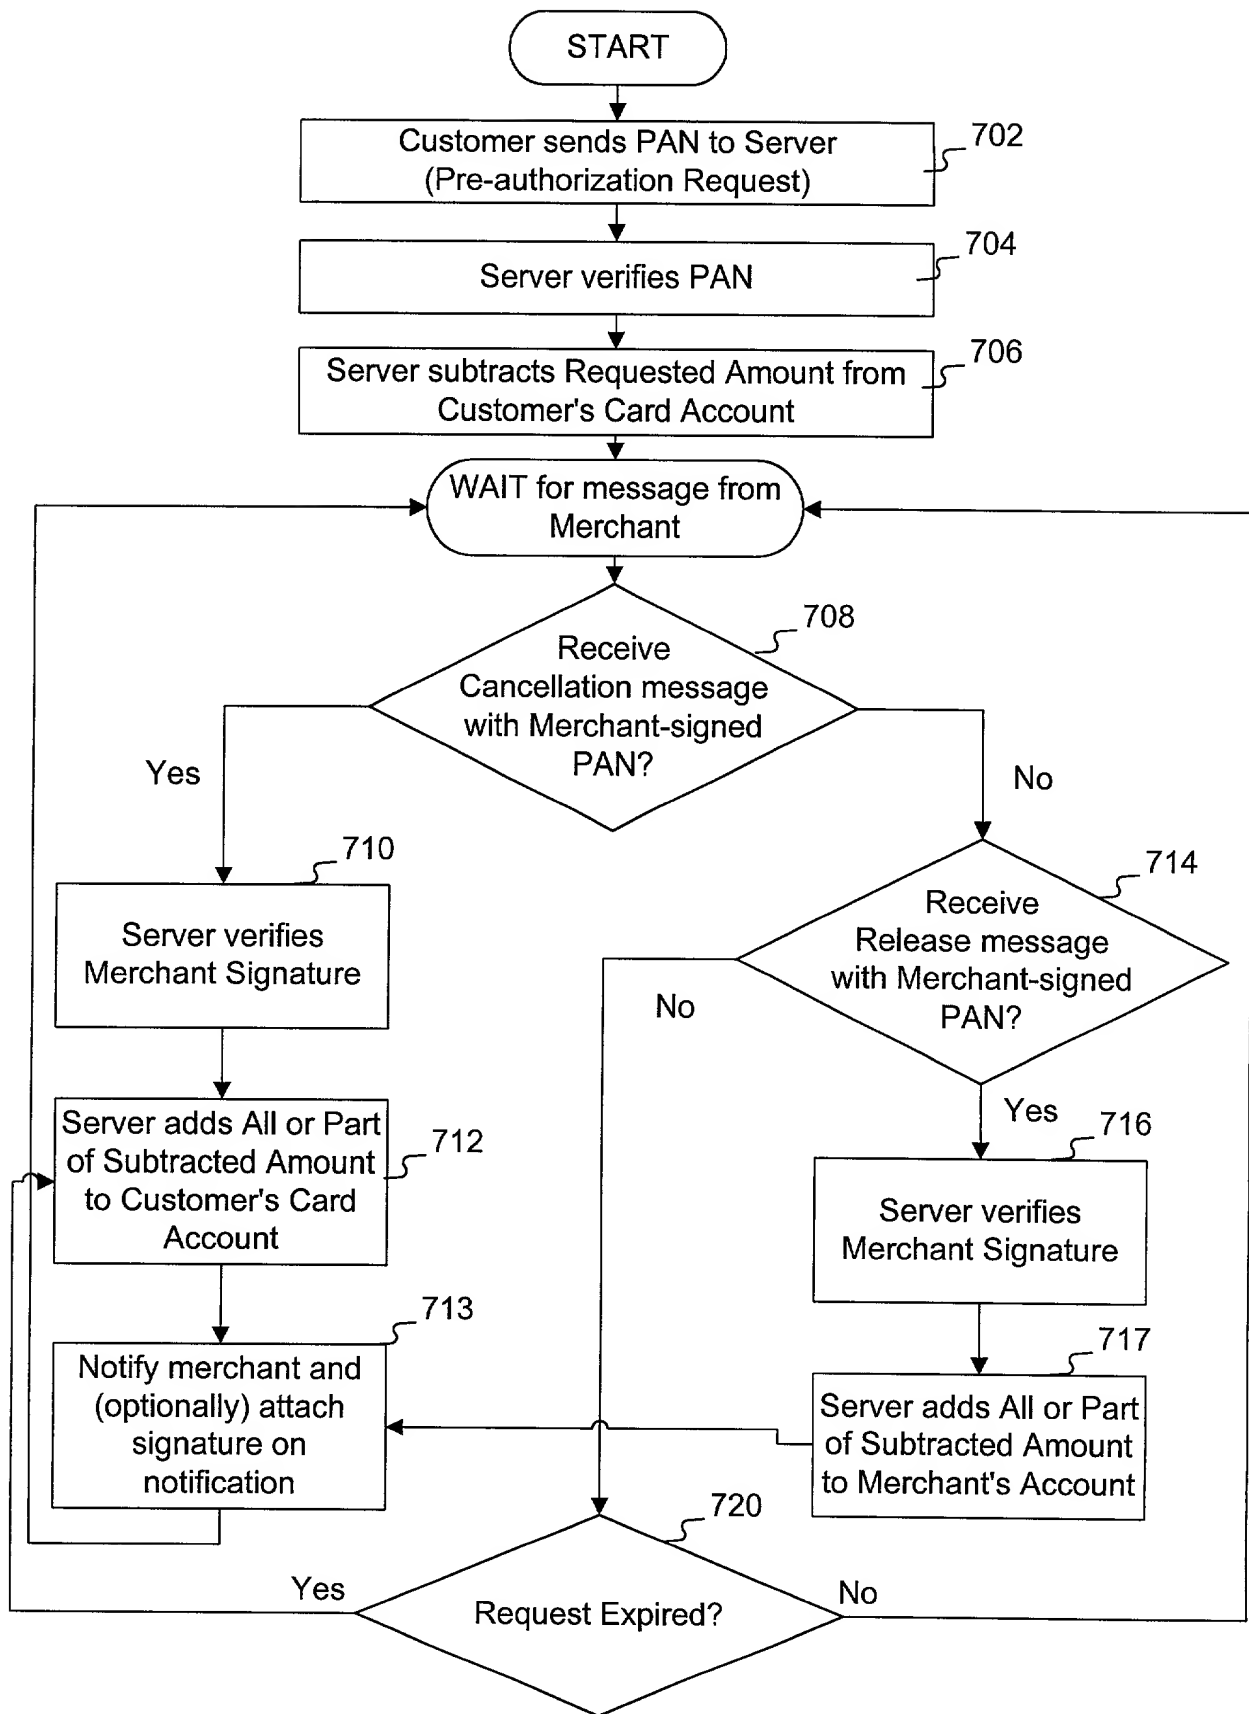 START
Customer sends PAN to Server
(Pre-authorization Request)
702
Server verifies PAN
704
Server subtracts Requested Amount from
Customer's Card Account
706
WAIT for message from
Merchant
708
Receive
Cancellation message
with Merchant-signed
PAN?
Yes
No
710
Server verifies
Merchant Signature
714
Receive
Release message
with Merchant-signed
PAN?
No
Yes
712
Server adds All or Part
of Subtracted Amount
to Customer's Card
Account
716
Server verifies
Merchant Signature
713
Notify merchant and
(optionally) attach
signature on
notification
717
Server adds All or Part
of Subtracted Amount
to Merchant's Account
720
Request Expired?
Yes
No